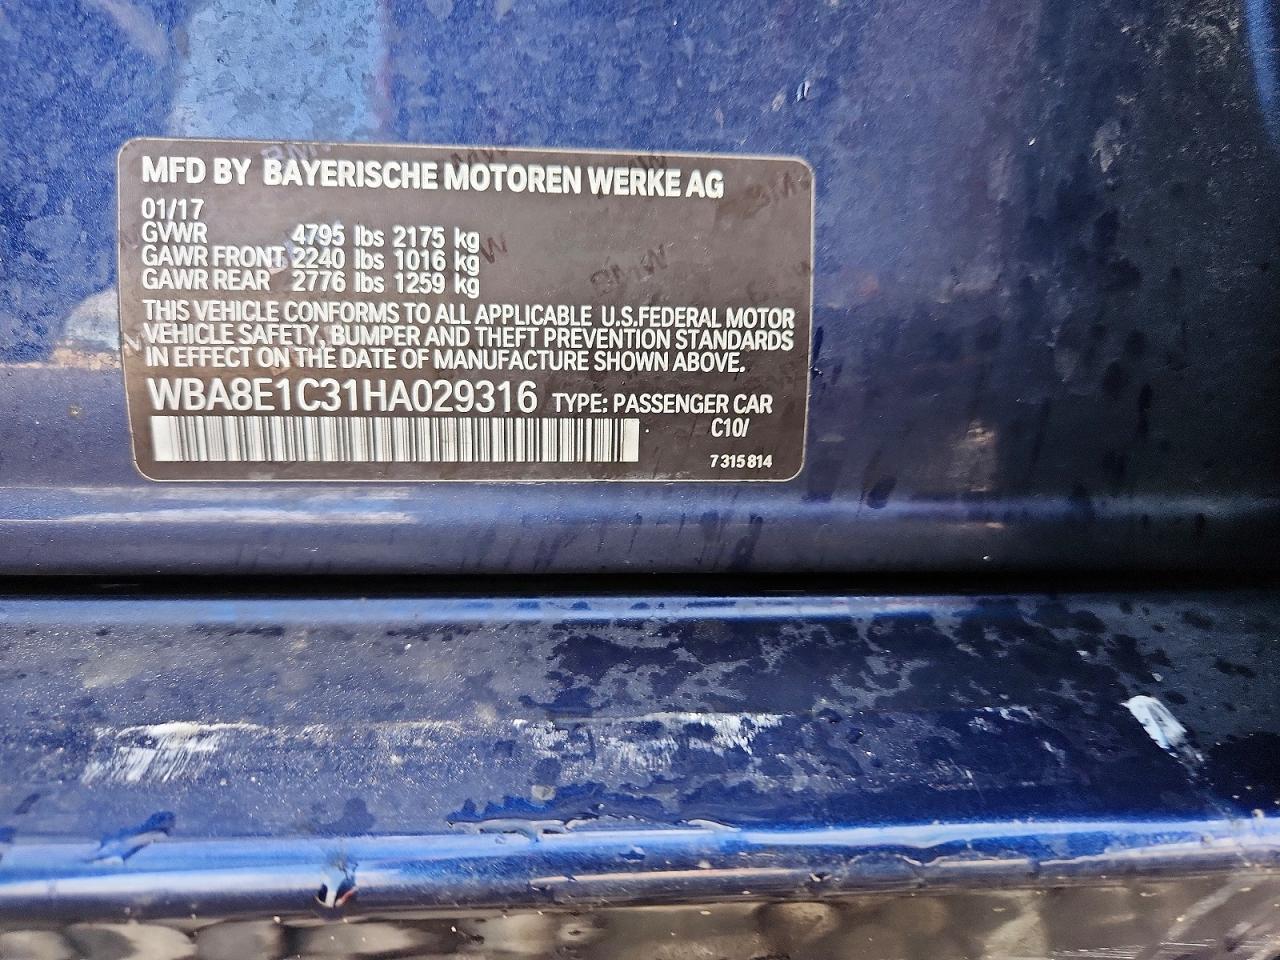 MFD BY BAYERISCHE MOTOREN WERKE AG
01/17
GVWR 4795 lbs 2175 kg
GAWR FRONT 2240 lbs 1016 kg
GAWR REAR 2776 lbs 1259 kg
THIS VEHICLE CONFORMS TO ALL APPLICABLE U.S.FEDERAL MOTOR
VEHICLE SAFETY, BUMPER AND THEFT PREVENTION STANDARDS
IN EFFECT ON THE DATE OF MANUFACTURE SHOWN ABOVE.
WBA8E1C31HA029316 TYPE: PASSENGER CAR
C10/
7 315 814